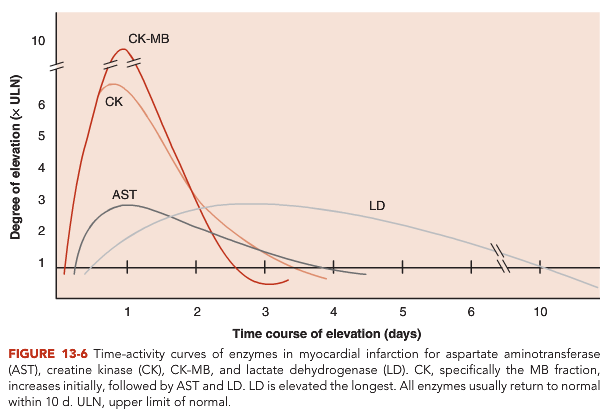 Degree of elevation (x ULN)
10
6
5
4
3
2
1
CK-MB
CK
AST
LD
1 2 3 4 5 6 10
Time course of elevation (days)
FIGURE 13-6 Time-activity curves of enzymes in myocardial infarction for aspartate aminotransferase
(AST), creatine kinase (CK), CK-MB, and lactate dehydrogenase (LD). CK, specifically the MB fraction,
increases initially, followed by AST and LD. LD is elevated the longest. All enzymes usually return to normal
within 10 d. ULN, upper limit of normal.